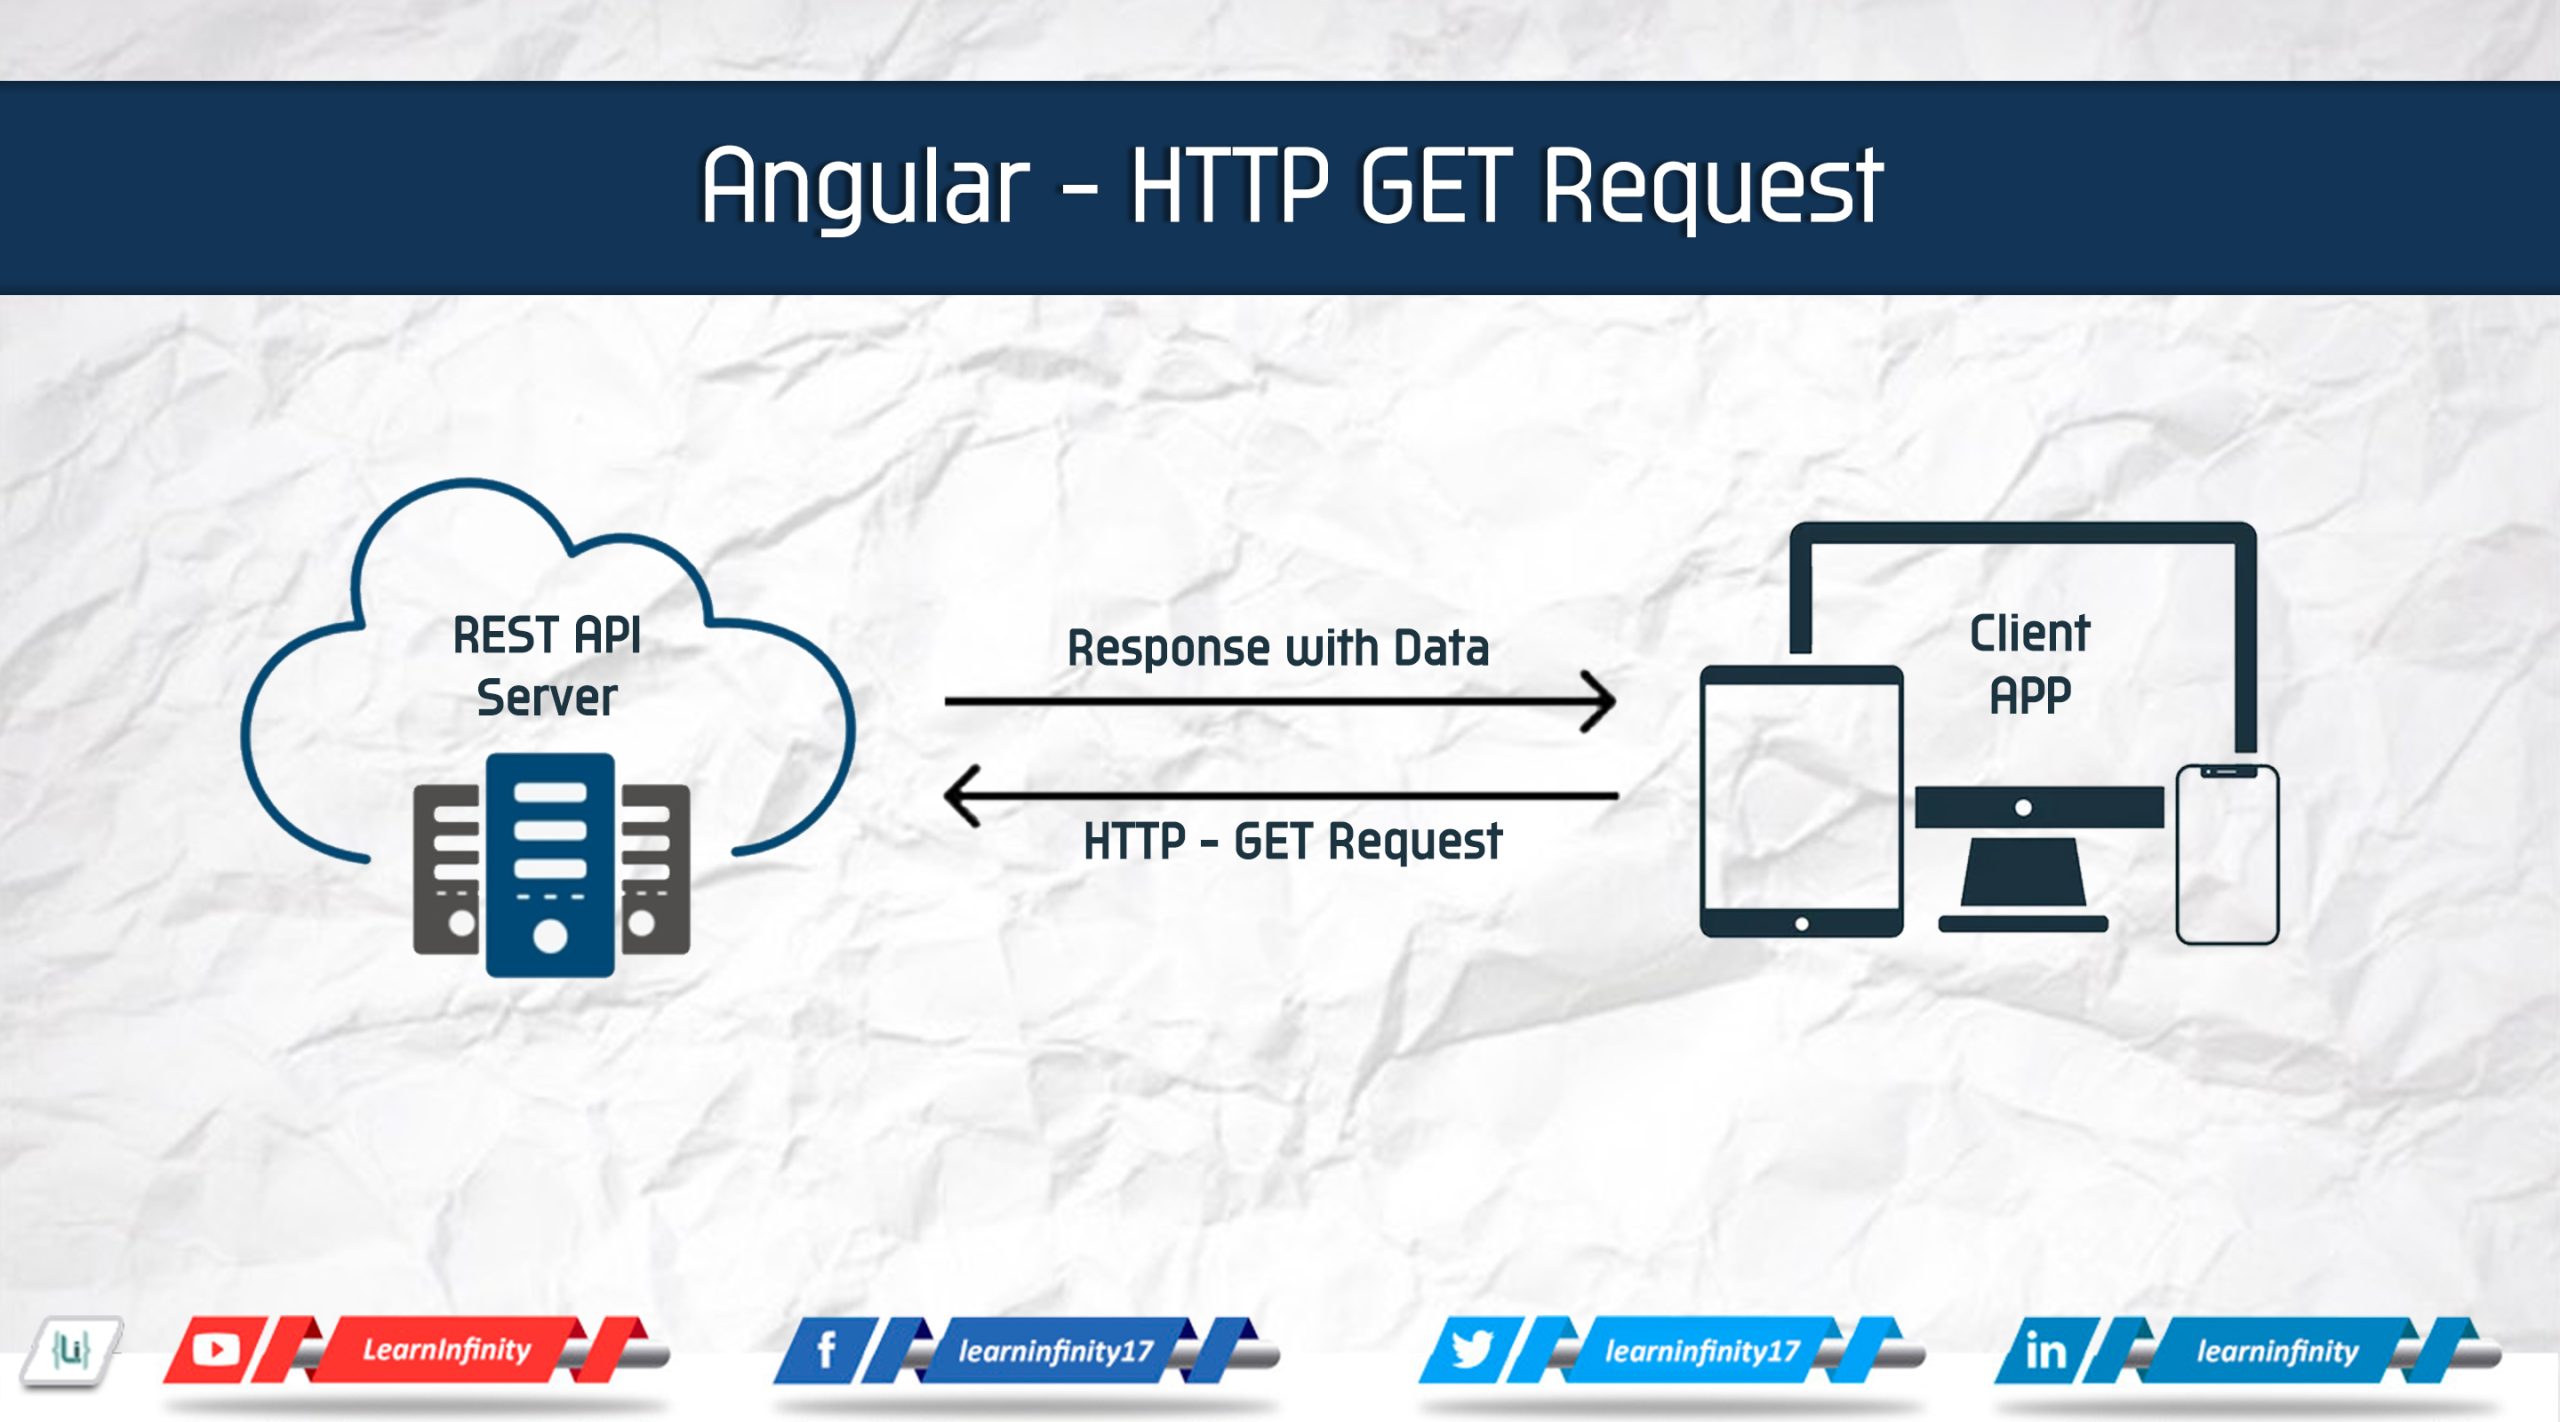 Angular - HTTP GET Request
REST API
Server
Response with Data
HTTP - GET Request
Client
APP
{Li}
LearnInfinity
f
learninfinity17
learninfinity17
in
learninfinity